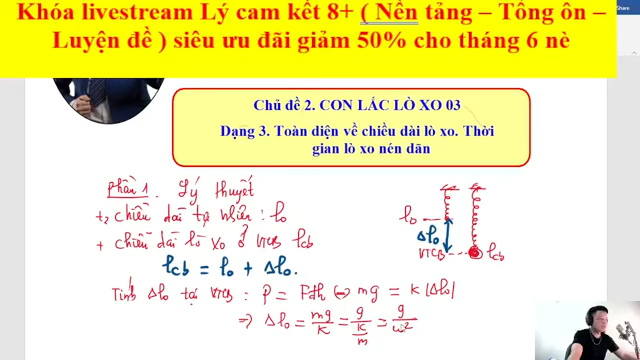 Khóa livestream Lý cam kết 8+ ( Nền tảng – Tổng ôn –
Luyện đề ) siêu ưu đãi giảm 50% cho tháng 6 nè
Chủ đề 2. CON LẮC LÒ XO 03
Dạng 3. Toàn diện về chiều dài lò xo. Thời
gian lò xo nén dãn
Phần 1. Lý thuyết
+ chiều dài tự nhiên: l₀
+ chiều dài lò xo ở VTCB lcb
lcb = l₀ + Δl₀.
Tính Δl₀ tại VTCB: P = Fđh ⇔ mg = k|Δl₀|
⇒ Δl₀ = mg/k = g/(k/m) = g/ω²
l₀
Δl₀
VTCB
lcb